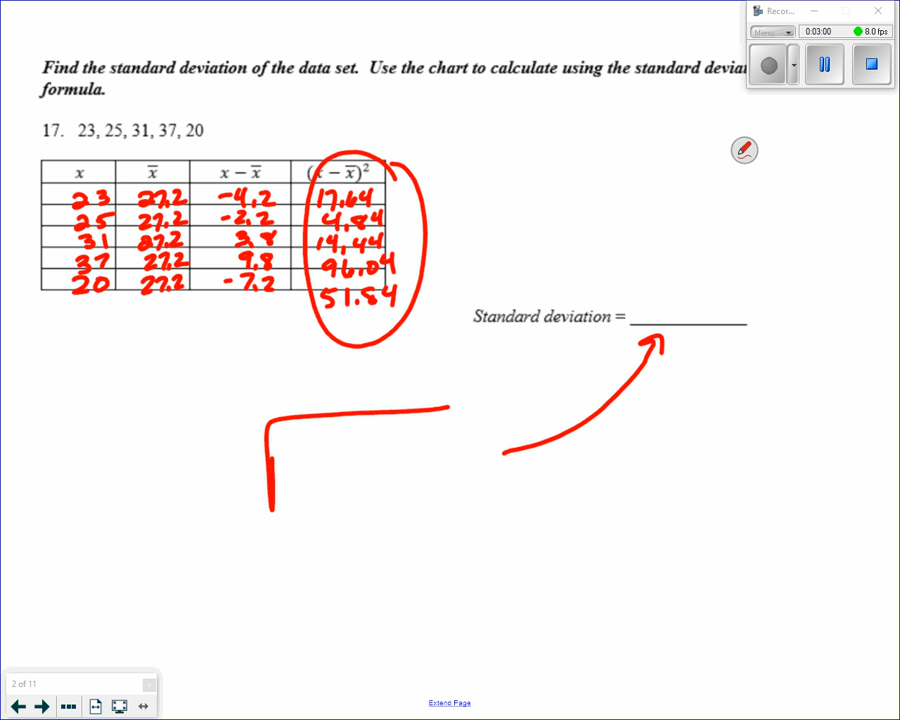 Recor...
Menu
0:03:00
8.0 fps
Find the standard deviation of the data set. Use the chart to calculate using the standard deviat
formula.
17. 23, 25, 31, 37, 20
x x̅ x − x̅ (x − x̅)²
23 27.2 -4.2 17.64
25 27.2 -2.2 4.84
31 27.2 3.8 14.44
37 27.2 9.8 96.04
20 27.2 -7.2 51.84
Standard deviation = ___________
2 of 11
Extend Page